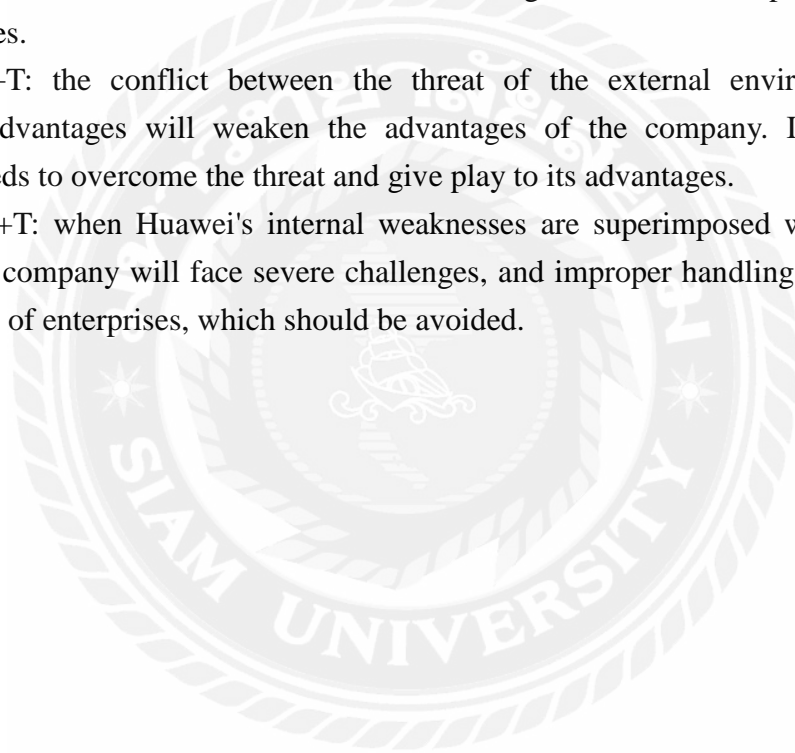 es.
+T: the conflict between the threat of the external envir
dvantages will weaken the advantages of the company. I
ds to overcome the threat and give play to its advantages.
+T: when Huawei's internal weaknesses are superimposed w
company will face severe challenges, and improper handling
of enterprises, which should be avoided.
SIAM UNIVERSITY